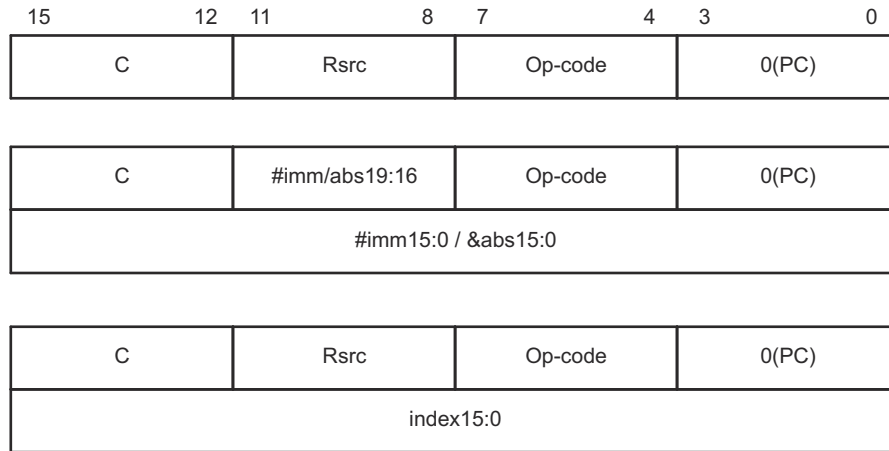 15 12 11 8 7 4 3 0
C Rsrc Op-code 0(PC)
C #imm/abs19:16 Op-code 0(PC)
#imm15:0 / &abs15:0
C Rsrc Op-code 0(PC)
index15:0